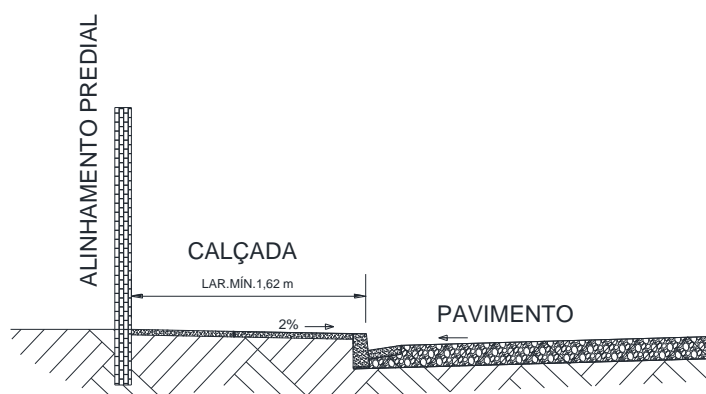 ALINHAMENTO PREDIAL
CALÇADA
LAR.MÍN.1,62 m
2%
PAVIMENTO